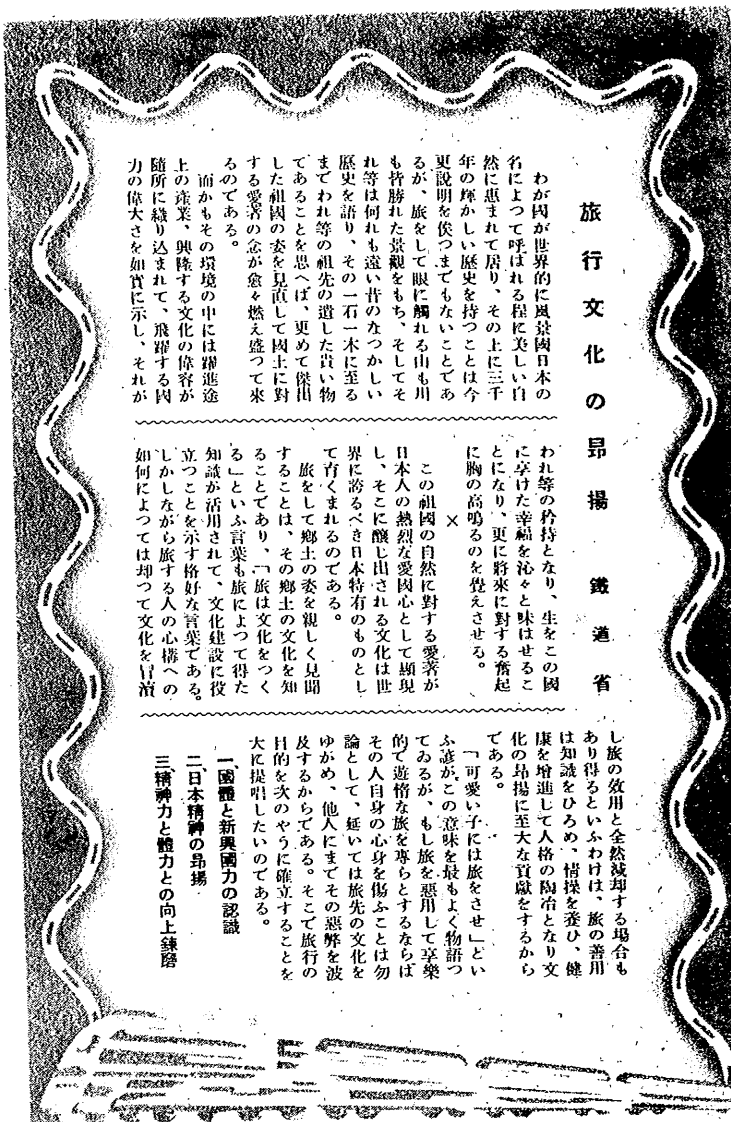 旅行文化の昂揚　鐵道省
わが國が世界的に風景國日本の
名によつて呼ばれる程に美しい自
然に惠まれて居り、その上に三千
年の輝かしい歷史を持つことは今
更說明を俟つまでもないことであ
るが、旅をして眼に觸れる山も川
も皆勝れた景觀をもち、そしてそ
れ等は何れも遠い昔のなつかしい
歷史を語り、その一石一木に至る
までわれ等の祖先の遺した貴い物
であることを思へば、更めて傑出
した祖國の姿を見直して國土に對
する愛著の念が愈々燃え盛つて來
るのである。
而かもその環境の中には躍進途
上の產業、興隆する文化の偉容が
隨所に織り込まれて、飛躍する國
力の偉大さを如實に示し、それが
われ等の矜持となり、生をこの國
に享けた幸福を沁々と味はせるこ
とになり、更に將來に對する奮起
に胸の高鳴るのを覺えさせる。
×
この祖國の自然に對する愛著が
日本人の熱烈な愛國心として顯現
し、そこに釀し出される文化は世
界に誇るべき日本特有のものとし
て育くまれるのである。
旅をして鄕土の姿を親しく見聞
することは、その鄕土の文化を知
ることであり、「旅は文化をつく
る」といふ言葉も旅によつて得た
知識が活用されて、文化建設に役
立つことを示す格好な言葉である。
しかしながら旅する人の心構への
如何によつては却つて文化を冒瀆
し旅の效用と全然滅却する場合も
あり得るといふわけは、旅の善用
は知識をひろめ、情操を養ひ、健
康を增進して人格の陶冶となり文
化の昂揚に至大な貢獻をするから
である。
「可愛い子には旅をさせ」とい
ふ諺がこの意味を最もよく物語つ
てゐるが、もし旅を惡用して享樂
的で遊惰な旅を專らとするならば
その人自身の心身を傷ふことは勿
論として、延いては旅先の文化を
ゆがめ、他人にまでその惡弊を波
及するからである。そこで旅行の
目的を次のやうに確立することを
大に提唱したいのである。
一、國體と新興國力の認識
二、日本精神の昂揚
三、精神力と體力との向上鍊磨